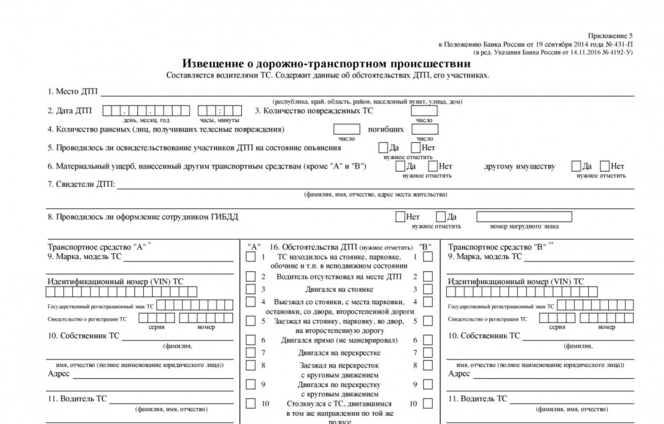 Приложение 5
к Положению Банка России от 19 сентября 2014 года № 431-П
(в ред. Указания Банка России от 14.11.2016 № 4192-У)
Извещение о дорожно-транспортном происшествии
Составляется водителями ТС. Содержит данные об обстоятельствах ДТП, его участниках.
1. Место ДТП
(республика, край, область, район, населенный пункт, улица, дом)
2. Дата ДТП . . : 3. Количество поврежденных ТС
день, месяц, год часы, минуты число
4. Количество раненых (лиц, получивших телесные повреждения) погибших
число число
5. Проводилось ли освидетельствование участников ДТП на состояние опьянения Да Нет
нужное отметить
6. Материальный ущерб, нанесенный другим транспортным средствам (кроме "А" и "В") Да Нет другому имуществу Да Нет
нужное отметить нужное отметить
7. Свидетели ДТП:
(фамилия, имя, отчество, адрес места жительства)
8. Проводилось ли оформление сотрудником ГИБДД Нет Да
нужное отметить номер нагрудного знака
Транспортное средство "А" *
9. Марка, модель ТС
Идентификационный номер (VIN) ТС
Государственный регистрационный знак ТС
Свидетельство о регистрации ТС
серия номер
10. Собственник ТС
(фамилия,
имя, отчество (полное наименование юридического лица))
Адрес
11. Водитель ТС
(фамилия, имя, отчество)
"А" 16. Обстоятельства ДТП (нужное отметить) "В"
1 ТС находилось на стоянке, парковке, 1
обочине и т.п. в неподвижном состоянии
2 Водитель отсутствовал на месте ДТП 2
3 Двигался на стоянке 3
4 Выезжал со стоянки, с места парковки, 4
остановки, со двора, второстепенной дороги
5 Заезжал на стоянку, парковку, во двор, 5
на второстепенную дорогу
6 Двигался прямо (не маневрировал) 6
7 Двигался на перекрестке 7
8 Заезжал на перекресток 8
с круговым движением
9 Двигался по перекрестку 9
с круговым движением
10 Столкнулся с ТС, двигавшимся 10
в том же направлении по той же
полосе
Транспортное средство "В" **
9. Марка, модель ТС
Идентификационный номер (VIN) ТС
Государственный регистрационный знак ТС
Свидетельство о регистрации ТС
серия номер
10. Собственник ТС
(фамилия,
имя, отчество (полное наименование юридического лица))
Адрес
11. Водитель ТС
(фамилия, имя, отчество)